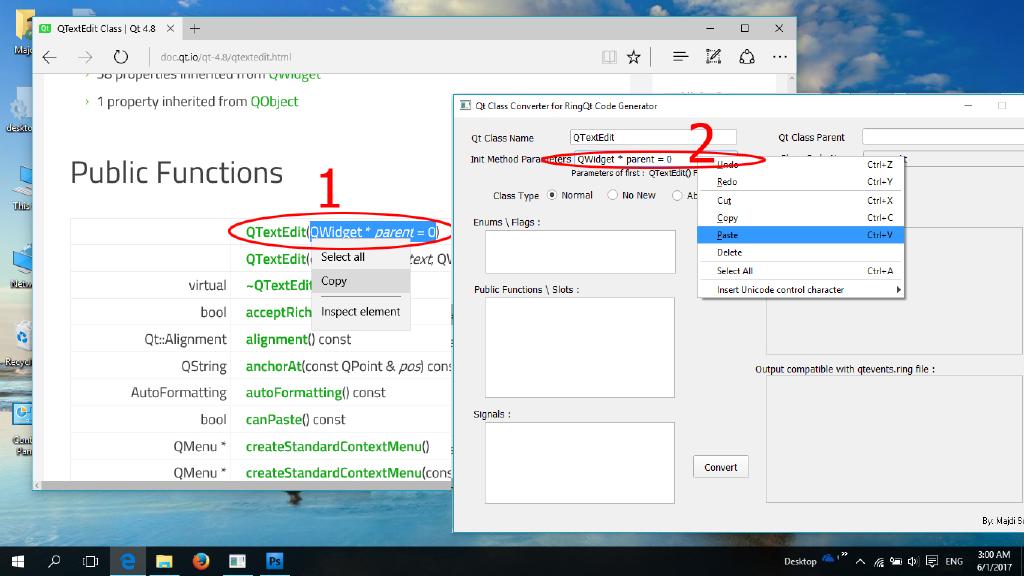 QTextEdit Class | Qt 4.8
doc.qt.io/qt-4.8/qtextedit.html
58 properties inherited from QWidget
1 property inherited from QObject
Public Functions
1
QTextEdit(QWidget * parent = 0)
QTextEdit(
text, QW
virtual ~QTextEdit
bool acceptRich
Qt::Alignment alignment() const
QString anchorAt(const QPoint & pos) cons
AutoFormatting autoFormatting() const
bool canPaste() const
QMenu * createStandardContextMenu()
QMenu * createStandardContextMenu(cons
Select all
Copy
Inspect element
Qt Class Converter for RingQt Code Generator
Qt Class Name QTextEdit
Qt Class Parent
2
Init Method Parameters QWidget * parent = 0
Parameters of first : QTextEdit()
Class Type Normal No New Ab
Enums / Flags :
Public Functions \ Slots :
Signals :
Undo Ctrl+Z
Redo Ctrl+Y
Cut Ctrl+X
Copy Ctrl+C
Paste Ctrl+V
Delete
Select All Ctrl+A
Insert Unicode control character
Output compatible with qtevents.ring file :
Convert
By: Majdi S
deskto
This
Netw
Recyc
Cont
Pan
Desktop
ENG
3:00 AM
6/1/2017